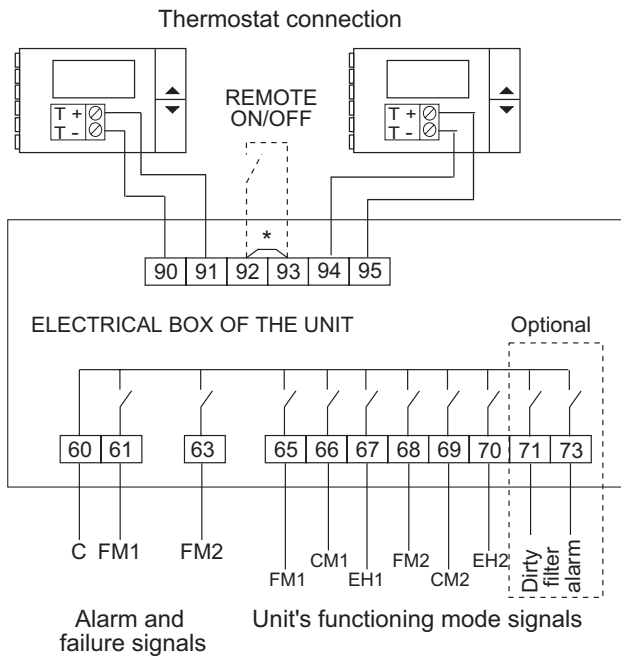 Thermostat connection
REMOTE
ON/OFF
T +
T -
T +
T -
*
90 91 92 93 94 95
ELECTRICAL BOX OF THE UNIT
Optional
60 61 63 65 66 67 68 69 70 71 73
C FM1 FM2 FM1 CM1 EH1 FM2 CM2 EH2
Dirty
filter
alarm
Alarm and
failure signals
Unit's functioning mode signals